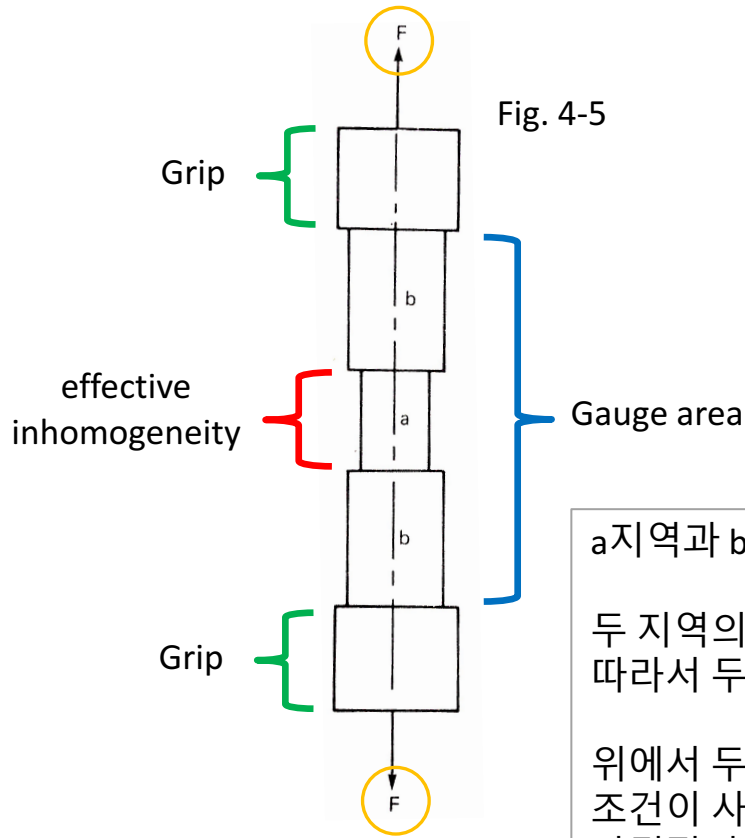 F
Fig. 4-5
Grip
b
effective
inhomogeneity
a
Gauge area
b
a지역과 b
두 지역의
Grip
따라서 두
위에서 두
F
조건이 사